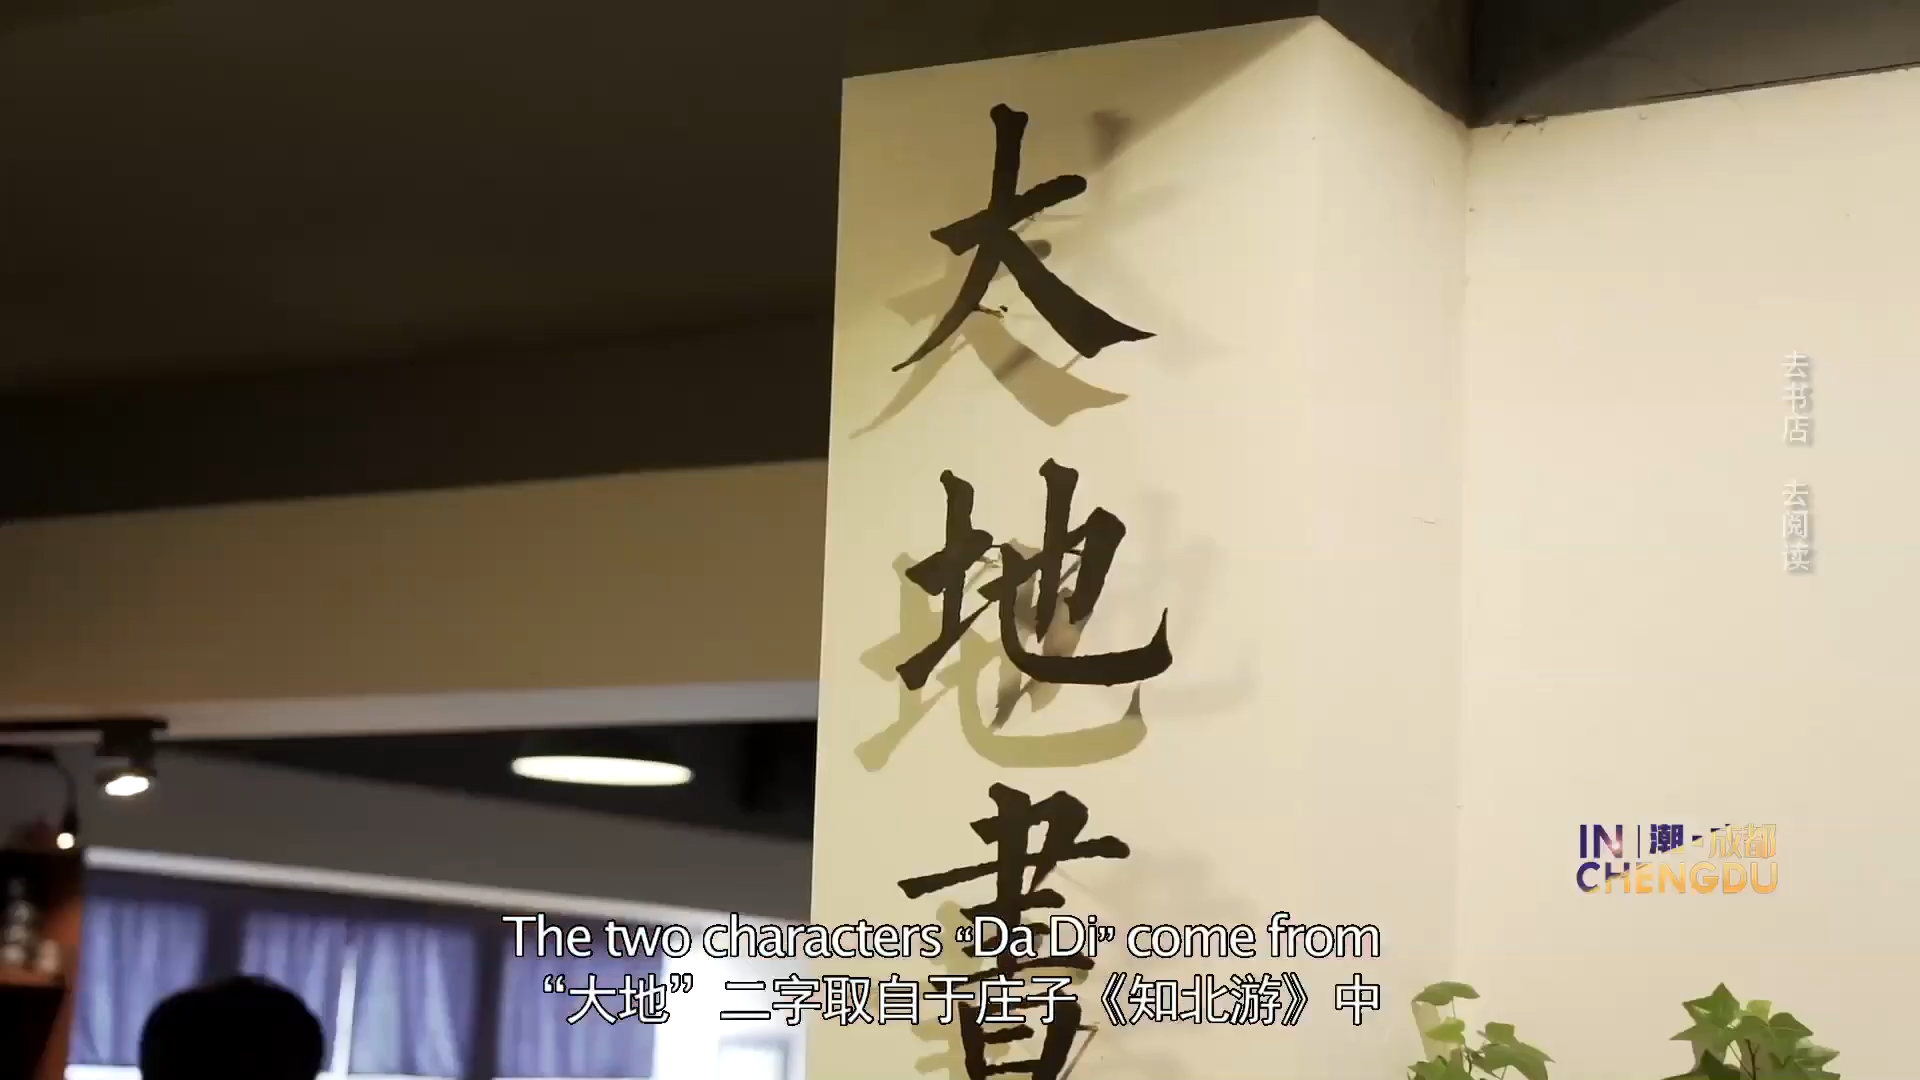 大地書
去书店 去阅读
IN|潮·成都
CHENGDU
The two characters “Da Di” come from
“大地”二字取自于庄子《知北游》中